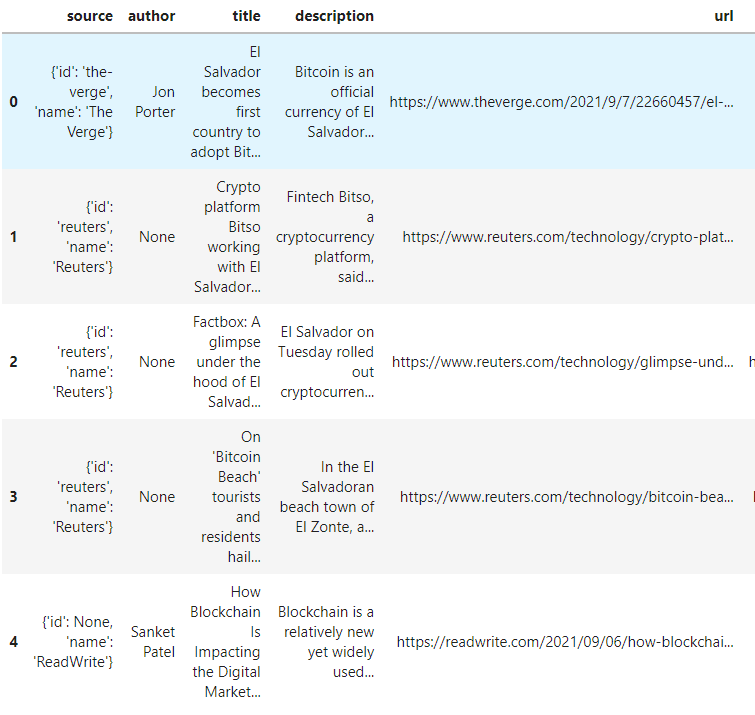 source author title description url
0 {'id': 'the-verge', 'name': 'The Verge'} Jon Porter El Salvador becomes first country to adopt Bit... Bitcoin is an official currency of El Salvador... https://www.theverge.com/2021/9/7/22660457/el-...
1 {'id': 'reuters', 'name': 'Reuters'} None Crypto platform Bitso working with El Salvador... Fintech Bitso, a cryptocurrency platform, said... https://www.reuters.com/technology/crypto-plat...
2 {'id': 'reuters', 'name': 'Reuters'} None Factbox: A glimpse under the hood of El Salvad... El Salvador on Tuesday rolled out cryptocurren... https://www.reuters.com/technology/glimpse-und...
3 {'id': 'reuters', 'name': 'Reuters'} None On 'Bitcoin Beach' tourists and residents hail... In the El Salvadoran beach town of El Zonte, a... https://www.reuters.com/technology/bitcoin-bea...
4 {'id': None, 'name': 'ReadWrite'} Sanket Patel How Blockchain Is Impacting the Digital Market... Blockchain is a relatively new yet widely used... https://readwrite.com/2021/09/06/how-blockchai...